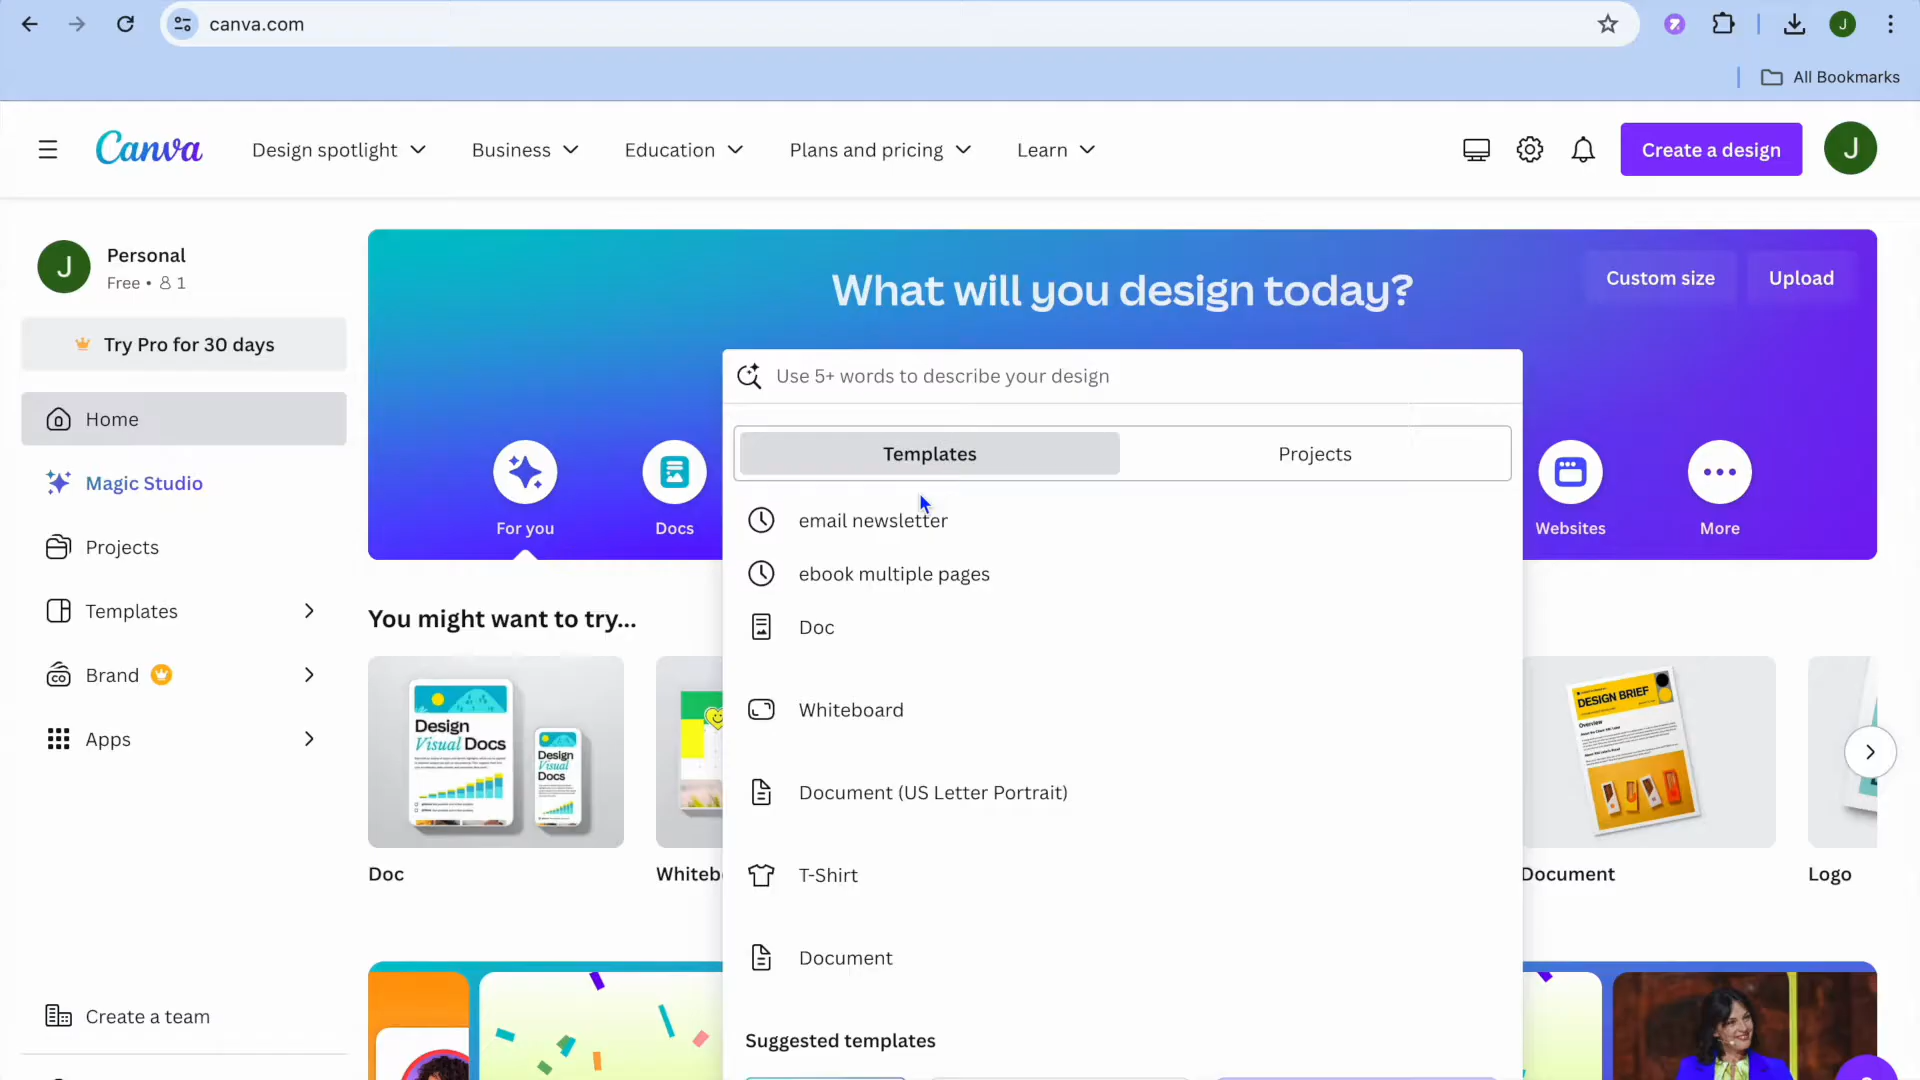 canva.com
J
All Bookmarks
Canva
Design spotlight
Business
Education
Plans and pricing
Learn
Create a design
J
J
Personal
Free • 1
Try Pro for 30 days
Home
Magic Studio
Projects
Templates
Brand
Apps
Create a team
What will you design today?
Custom size
Upload
Use 5+ words to describe your design
Templates
Projects
email newsletter
ebook multiple pages
Doc
Whiteboard
Document (US Letter Portrait)
T-Shirt
Document
Suggested templates
For you
Docs
Websites
More
You might want to try...
Design
Visual Docs
Design
Visual
Docs
DESIGN BRIEF
Overview
Doc
Whiteb
Document
Logo